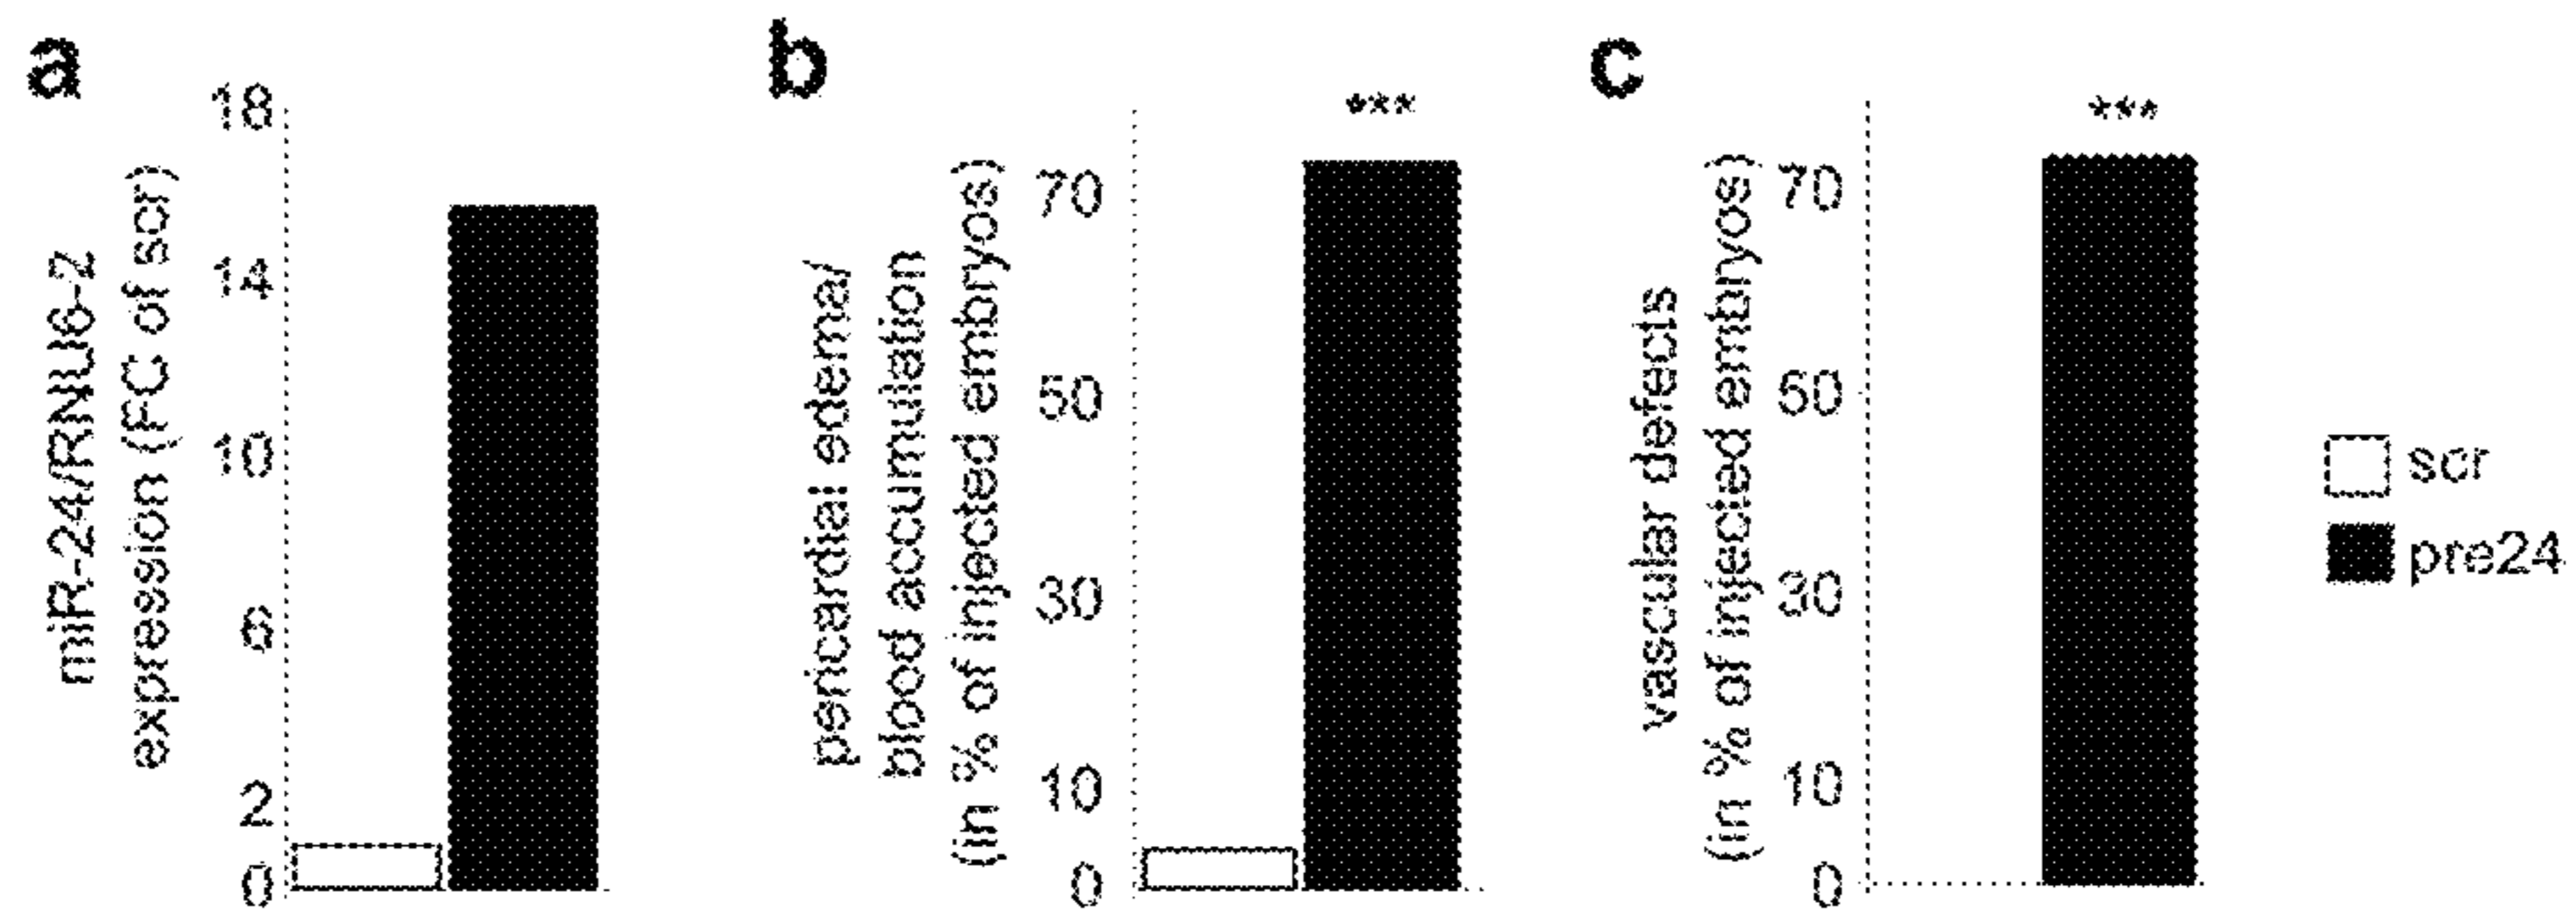 a
miR-24/RNU6-2
expression (FC of scr)
18
14
10
6
2
0
b
pericardial edema/
blood accumulation
(in % of injected embryos)
70
50
30
10
0
***
c
vascular defects
(in % of injected embryos)
70
50
30
10
0
***
scr
pre24